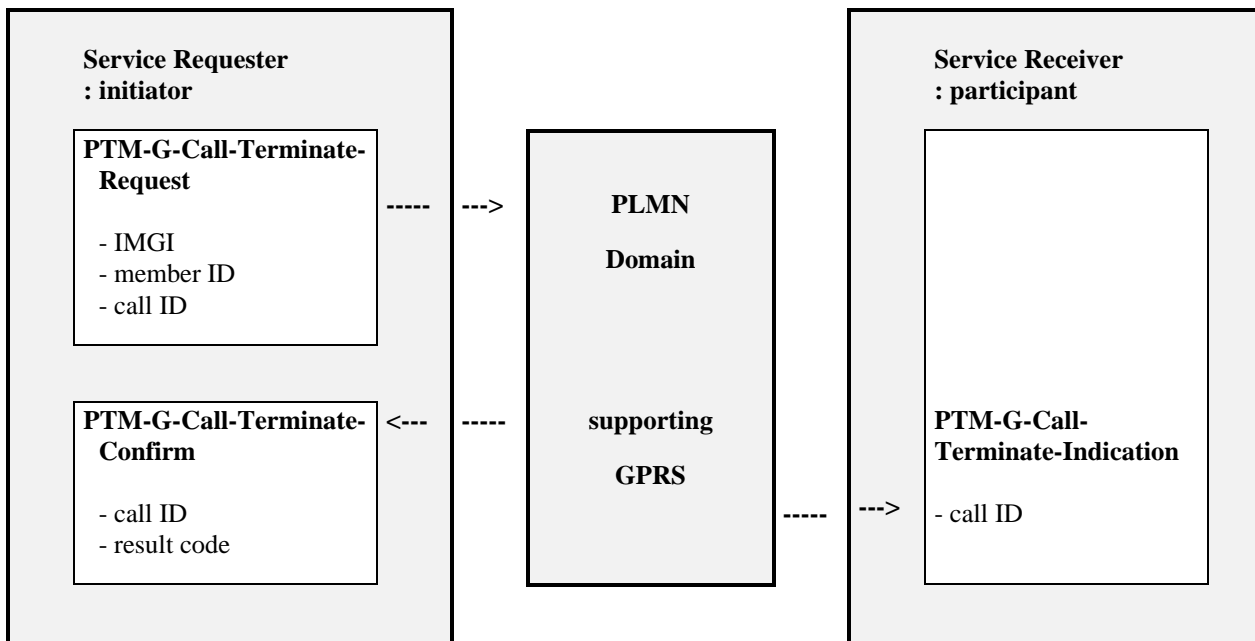 Service Requester
: initiator
PTM-G-Call-Terminate-
Request
- IMGI
- member ID
- call ID
----- --->
PTM-G-Call-Terminate-
Confirm
- call ID
- result code
<--- -----
PLMN
Domain
supporting
GPRS
----- --->
Service Receiver
: participant
PTM-G-Call-
Terminate-Indication
- call ID